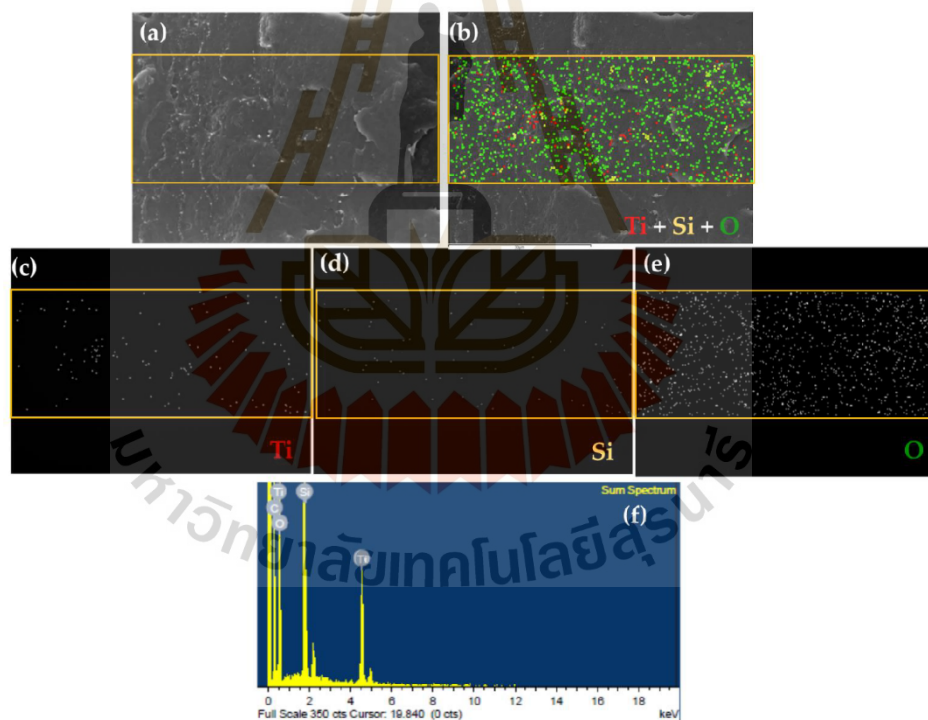 (a)
(b)
Ti + Si + O
(c)
(d)
(e)
Ti
Si
O
มหาวิทยาลัยเทคโนโลยีสุรนารี
Sum Spectrum
(f)
Ti
Si
C
O
Ti
0 2 4 6 8 10 12 14 16 18
Full Scale 350 cts Cursor: 19.840 (0 cts) keV